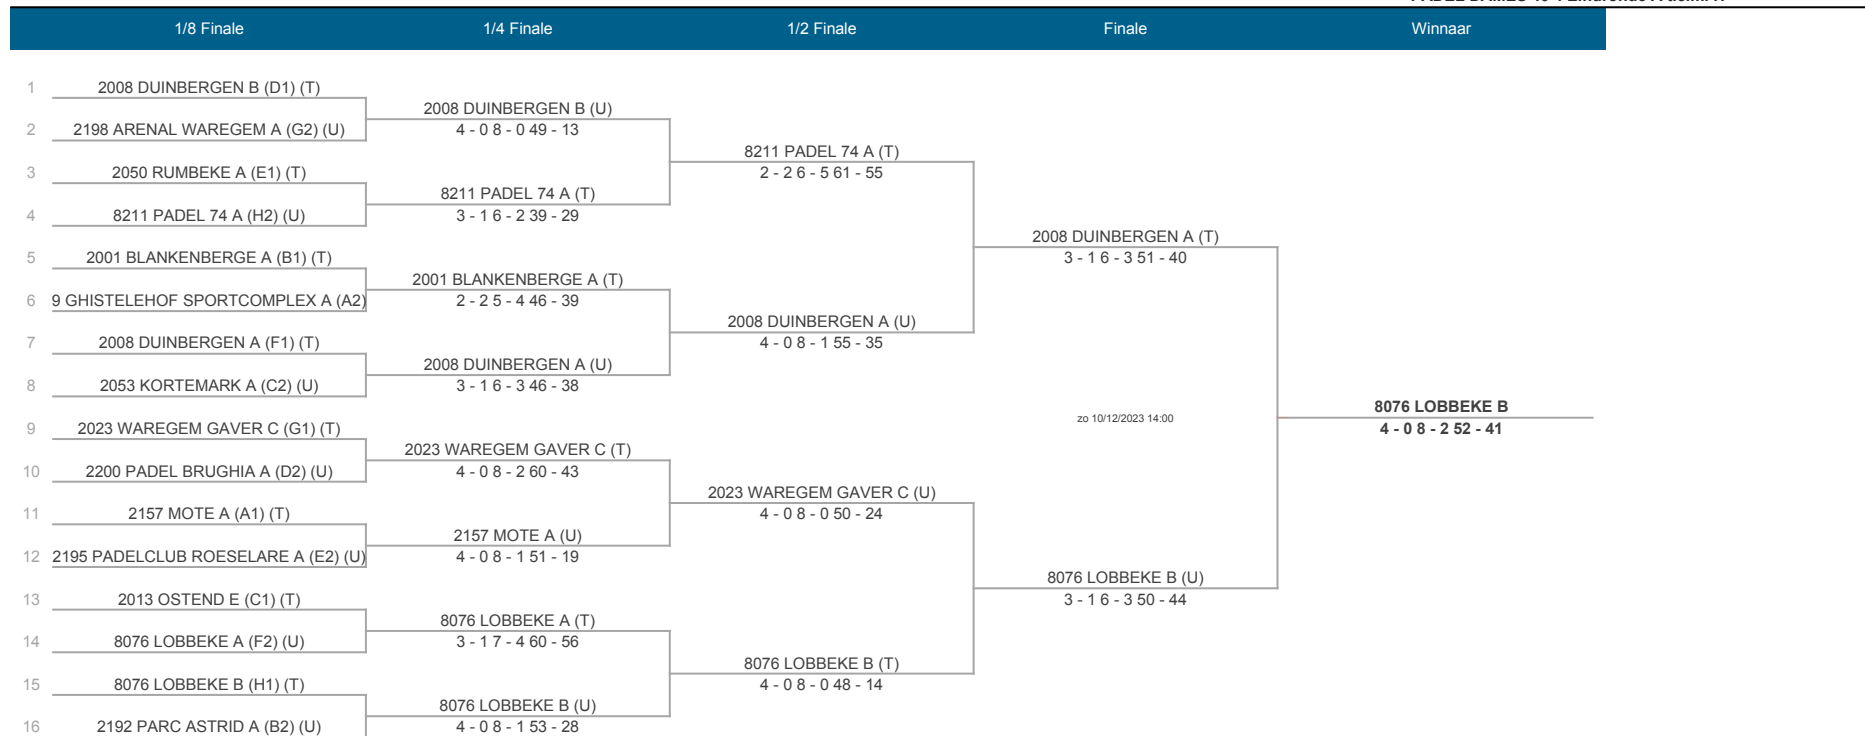 1/8 Finale 1/4 Finale 1/2 Finale Finale Winnaar
1 2008 DUINBERGEN B (D1) (T)
2008 DUINBERGEN B (U)
2 2198 ARENAL WAREGEM A (G2) (U)
4 - 0 8 - 0 49 - 13
8211 PADEL 74 A (T)
3 2050 RUMBEKE A (E1) (T)
2 - 2 6 - 5 61 - 55
8211 PADEL 74 A (T)
4 8211 PADEL 74 A (H2) (U)
3 - 1 6 - 2 39 - 29
2008 DUINBERGEN A (T)
5 2001 BLANKENBERGE A (B1) (T)
3 - 1 6 - 3 51 - 40
2001 BLANKENBERGE A (T)
6 9 GHISTELEHOF SPORTCOMPLEX A (A2)
2 - 2 5 - 4 46 - 39
2008 DUINBERGEN A (U)
7 2008 DUINBERGEN A (F1) (T)
4 - 0 8 - 1 55 - 35
2008 DUINBERGEN A (U)
8 2053 KORTEMARK A (C2) (U)
3 - 1 6 - 3 46 - 38
8076 LOBBEKE B
zo 10/12/2023 14:00
9 2023 WAREGEM GAVER C (G1) (T)
4 - 0 8 - 2 52 - 41
2023 WAREGEM GAVER C (T)
10 2200 PADEL BRUGHIA A (D2) (U)
4 - 0 8 - 2 60 - 43
2023 WAREGEM GAVER C (U)
11 2157 MOTE A (A1) (T)
4 - 0 8 - 0 50 - 24
2157 MOTE A (U)
12 2195 PADELCLUB ROESELARE A (E2) (U)
4 - 0 8 - 1 51 - 19
8076 LOBBEKE B (U)
13 2013 OSTEND E (C1) (T)
3 - 1 6 - 3 50 - 44
8076 LOBBEKE A (T)
14 8076 LOBBEKE A (F2) (U)
3 - 1 7 - 4 60 - 56
8076 LOBBEKE B (T)
15 8076 LOBBEKE B (H1) (T)
4 - 0 8 - 0 48 - 14
8076 LOBBEKE B (U)
16 2192 PARC ASTRID A (B2) (U)
4 - 0 8 - 1 53 - 28